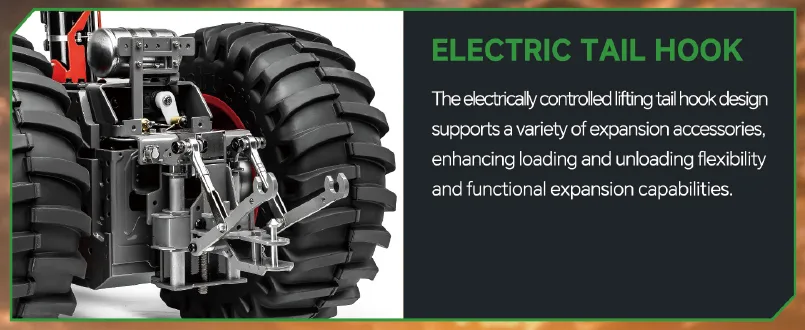 ELECTRIC TAIL HOOK
The electrically controlled lifting tail hook design
supports a variety of expansion accessories,
enhancing loading and unloading flexibility
and functional expansion capabilities.